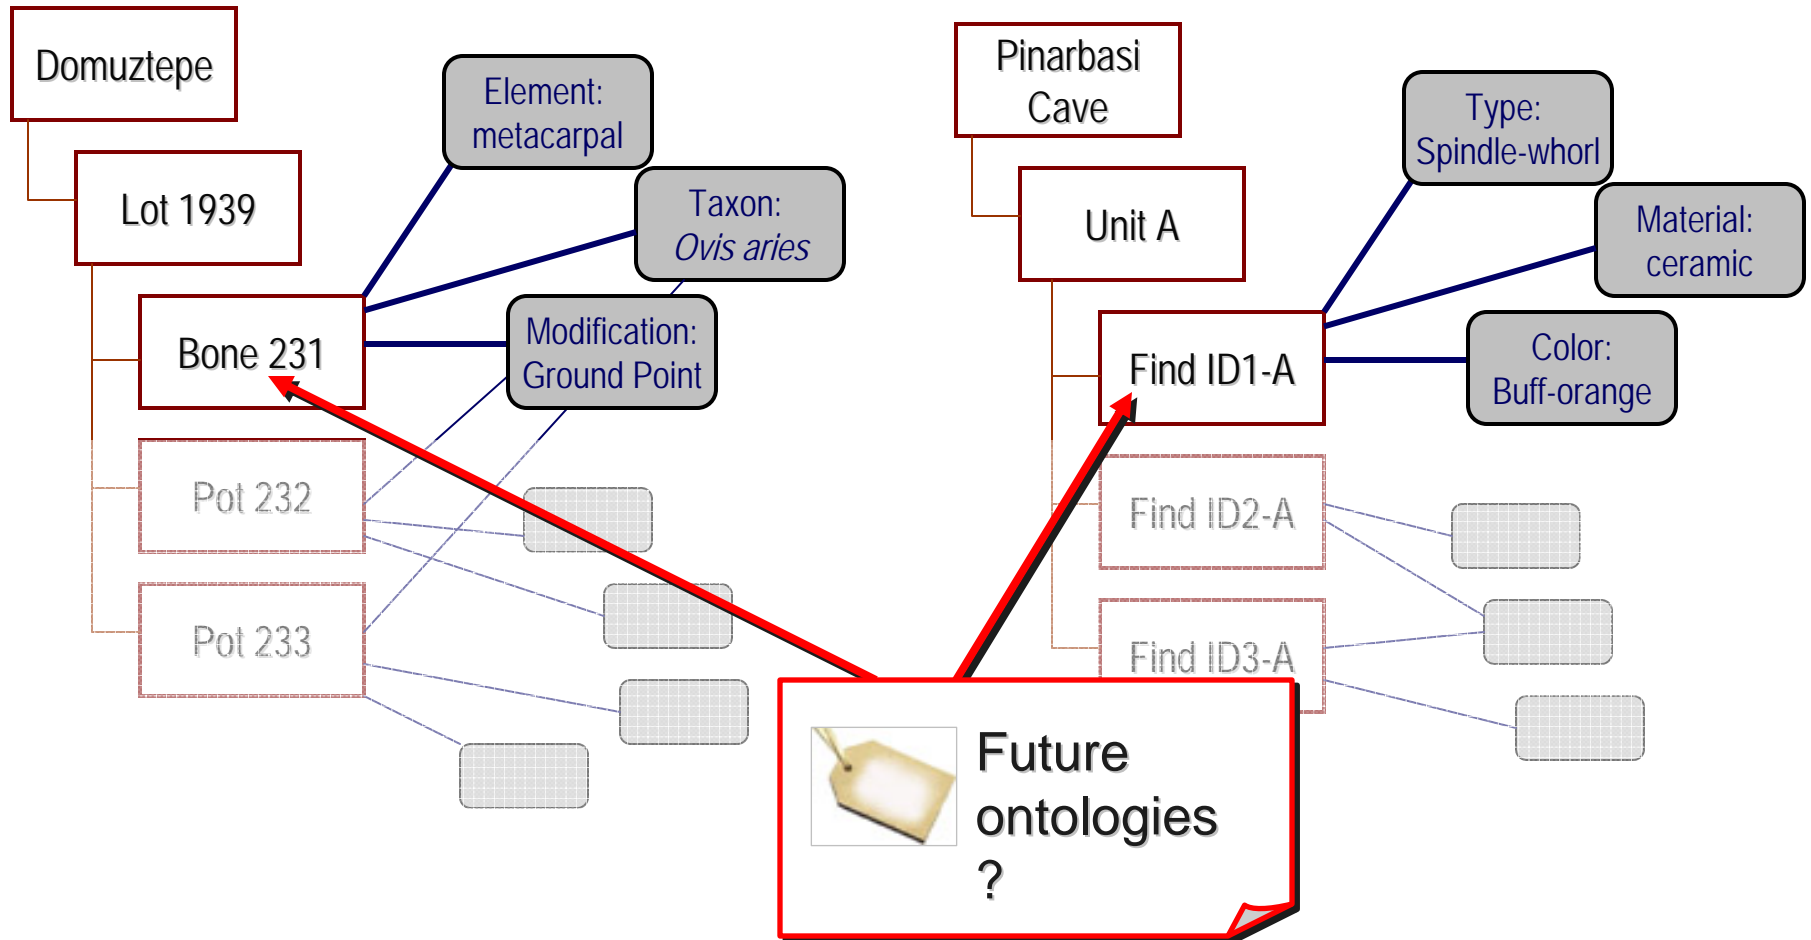 Domuztepe
Lot 1939
Bone 231
Pot 232
Pot 233
Element:
metacarpal
Taxon:
Ovis aries
Modification:
Ground Point
Pinarbasi
Cave
Unit A
Find ID1-A
Find ID2-A
Find ID3-A
Type:
Spindle-whorl
Material:
ceramic
Color:
Buff-orange
Future
ontologies
?